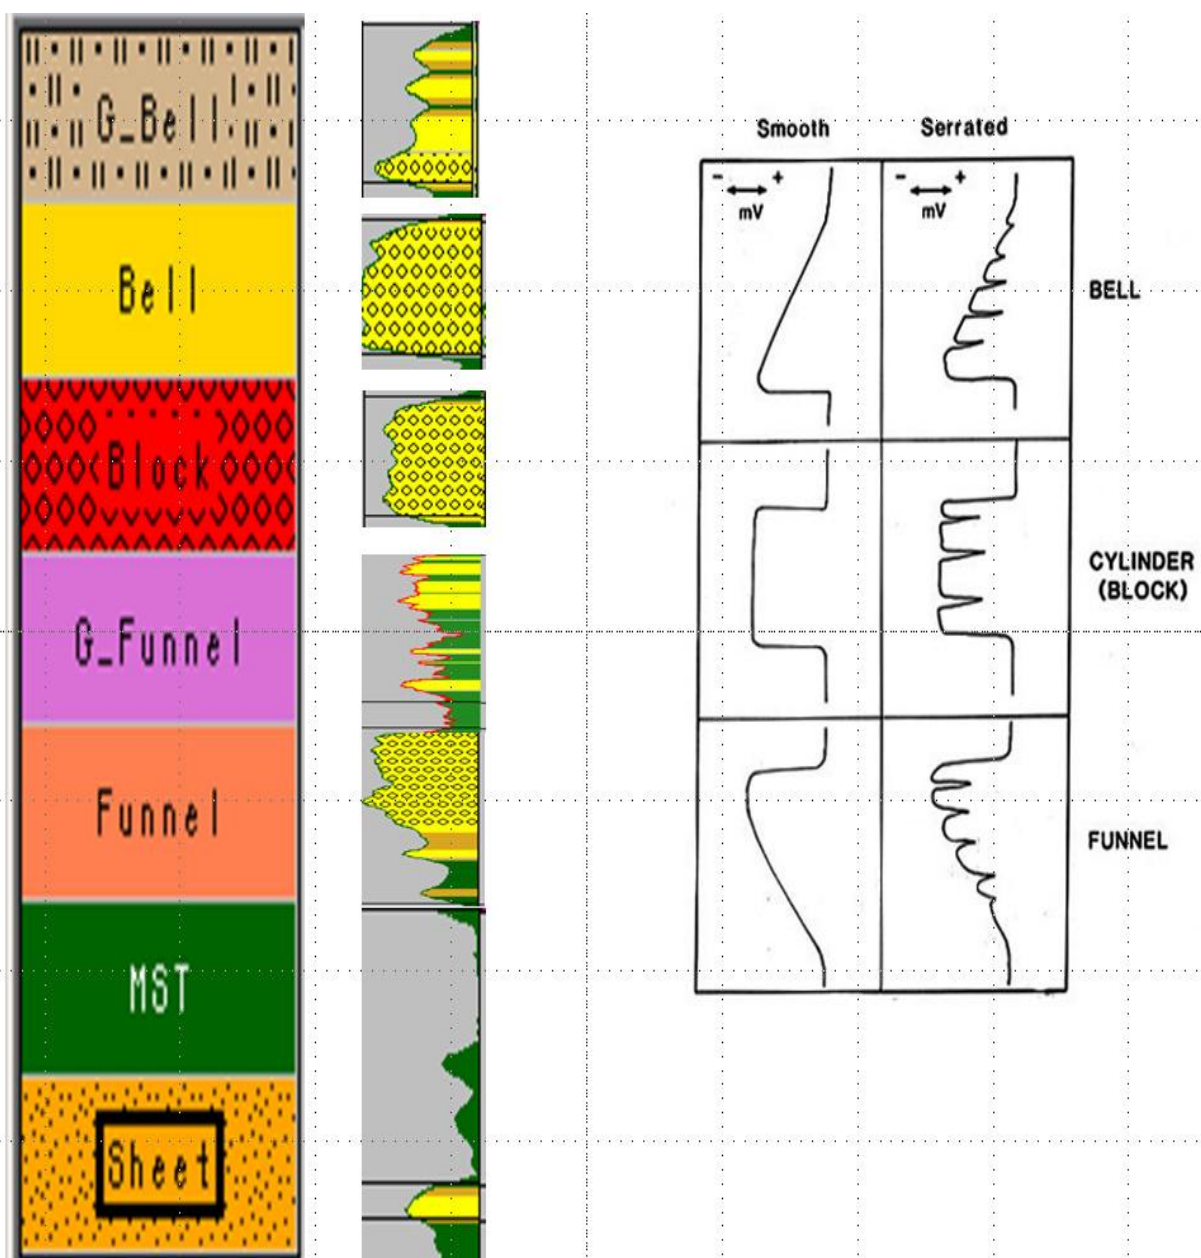 G_Bell
Bell
Block
G_Funnel
Funnel
MST
Sheet
Smooth
Serrated
- +
mV
- +
mV
BELL
CYLINDER
(BLOCK)
FUNNEL